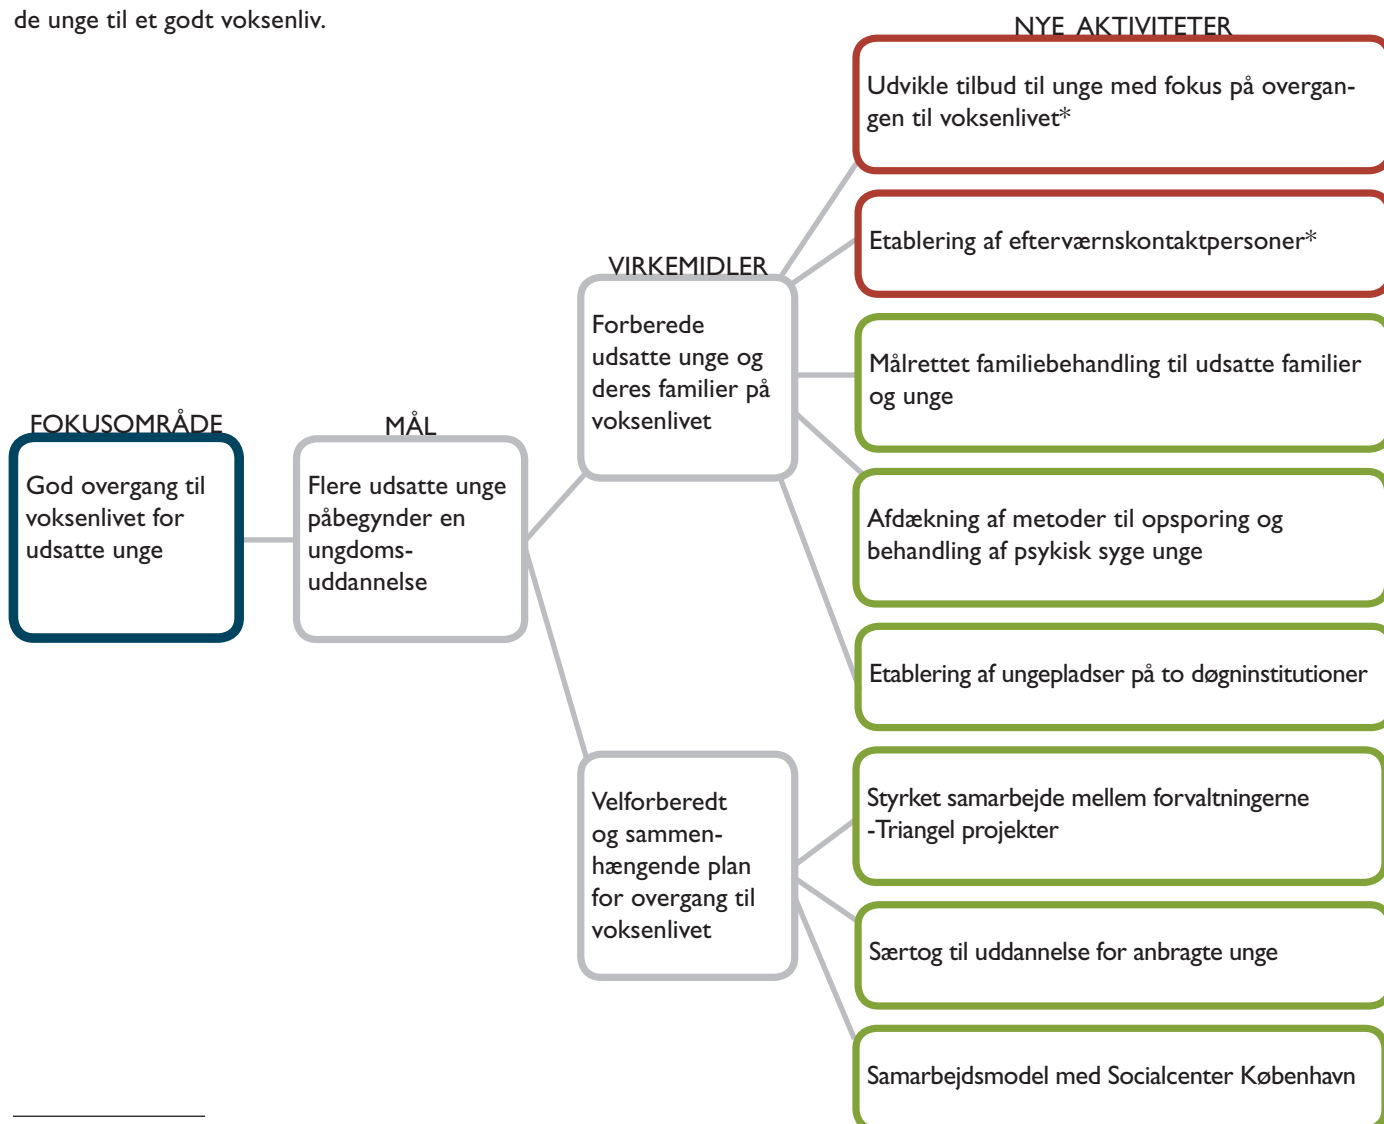 de unge til et godt voksenliv.
FOKUSOMRÅDE
God overgang til
voksenlivet for
udsatte unge
MÅL
Flere udsatte unge
påbegynder en
ungdoms-
uddannelse
VIRKEMIDLER
Forberede
udsatte unge og
deres familier på
voksenlivet
Velforberedt
og sammen-
hængende plan
for overgang til
voksenlivet
NYE AKTIVITETER
Udvikle tilbud til unge med fokus på overgan-
gen til voksenlivet*
Etablering af efterværnskontaktpersoner*
Målrettet familiebehandling til udsatte familier
og unge
Afdækning af metoder til opsporing og
behandling af psykisk syge unge
Etablering af ungepladser på to døgninstitutioner
Styrket samarbejde mellem forvaltningerne
-Triangel projekter
Særtog til uddannelse for anbragte unge
Samarbejdsmodel med Socialcenter København